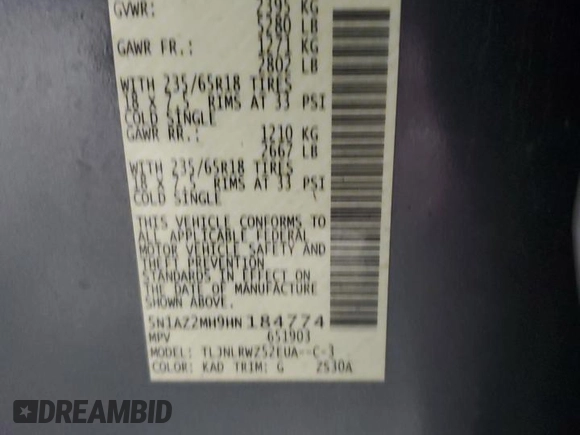 GVWR: 2395 KG
5280 LB
GAWR FR.: 1271 KG
2802 LB
WITH 235/65R18 TIRES
18 X 7.5 RIMS AT 33 PSI
COLD SINGLE
GAWR RR.: 1210 KG
2667 LB
WITH 235/65R18 TIRES
18 X 7.5 RIMS AT 33 PSI
COLD SINGLE
THIS VEHICLE CONFORMS TO
ALL APPLICABLE FEDERAL
MOTOR VEHICLE SAFETY AND
THEFT PREVENTION
STANDARDS IN EFFECT ON
THE DATE OF MANUFACTURE
SHOWN ABOVE.
5N1AZ2MH9HN184774
MPV 651903
MODEL: TLJNLRWZ52EUA--C-3
COLOR: KAD TRIM: G ZS30A
DREAMBID